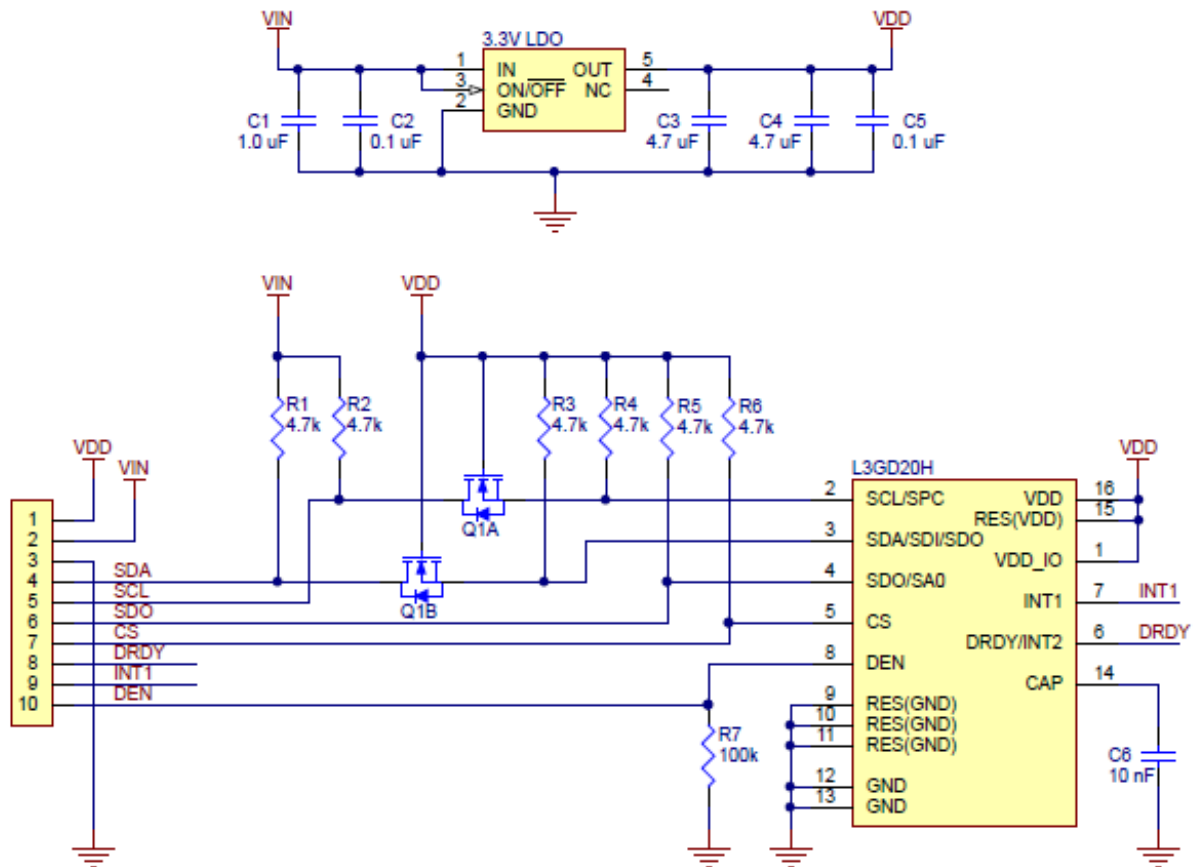 VIN
VDD
3.3V LDO
1 IN OUT 5
3 ON/OFF NC 4
2 GND
C1
1.0 uF
C2
0.1 uF
C3
4.7 uF
C4
4.7 uF
C5
0.1 uF
VIN
VDD
R1
4.7k
R2
4.7k
R3
4.7k
R4
4.7k
R5
4.7k
R6
4.7k
VDD
VIN
Q1A
Q1B
1
2
3
4 SDA
5 SCL
6 SDO
7 CS
8 DRDY
9 INT1
10 DEN
R7
100k
L3GD20H
VDD
2 SCL/SPC
3 SDA/SDI/SDO
4 SDO/SA0
5 CS
8 DEN
9 RES(GND)
10 RES(GND)
11 RES(GND)
12 GND
13 GND
VDD 16
RES(VDD) 15
VDD_IO 1
INT1 7 INT1
DRDY/INT2 6 DRDY
CAP 14
C6
10 nF